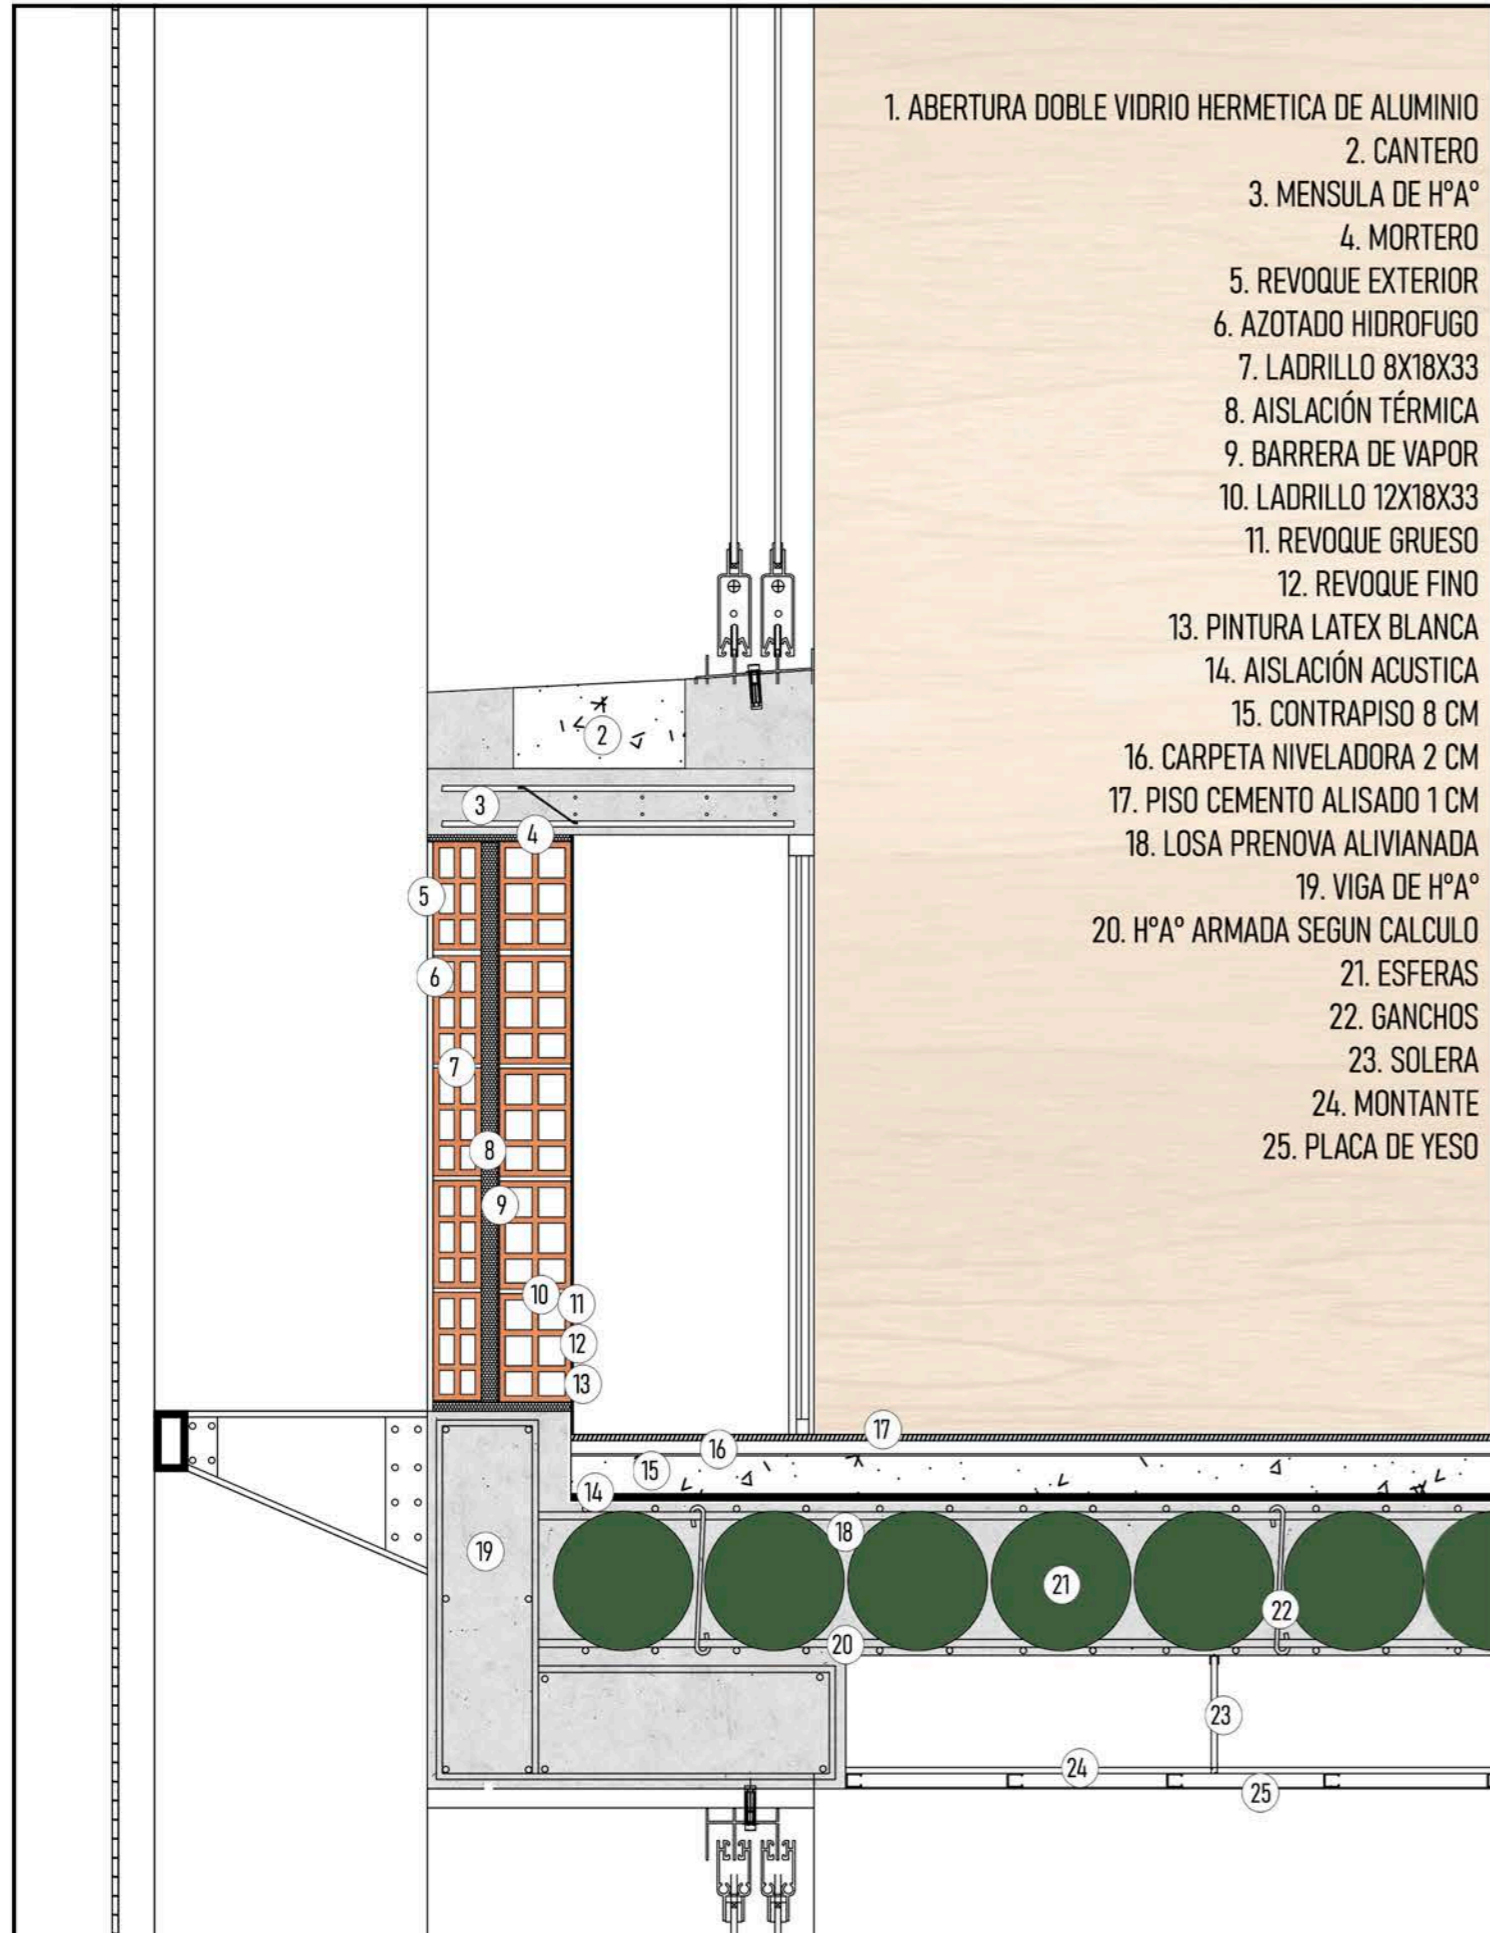 1. ABERTURA DOBLE VIDRIO HERMETICA DE ALUMINIO
2. CANTERO
3. MENSULA DE HºAº
4. MORTERO
5. REVOQUE EXTERIOR
6. AZOTADO HIDROFUGO
7. LADRILLO 8X18X33
8. AISLACIÓN TÉRMICA
9. BARRERA DE VAPOR
10. LADRILLO 12X18X33
11. REVOQUE GRUESO
12. REVOQUE FINO
13. PINTURA LATEX BLANCA
14. AISLACIÓN ACUSTICA
15. CONTRAPISO 8 CM
16. CARPETA NIVELADORA 2 CM
17. PISO CEMENTO ALISADO 1 CM
18. LOSA PRENOVA ALIVIANADA
19. VIGA DE HºAº
20. HºAº ARMADA SEGUN CALCULO
21. ESFERAS
22. GANCHOS
23. SOLERA
24. MONTANTE
25. PLACA DE YESO
2
3
4
5
6
7
8
9
10
11
12
13
17
16
15
14
18
19
21
22
20
23
24
25